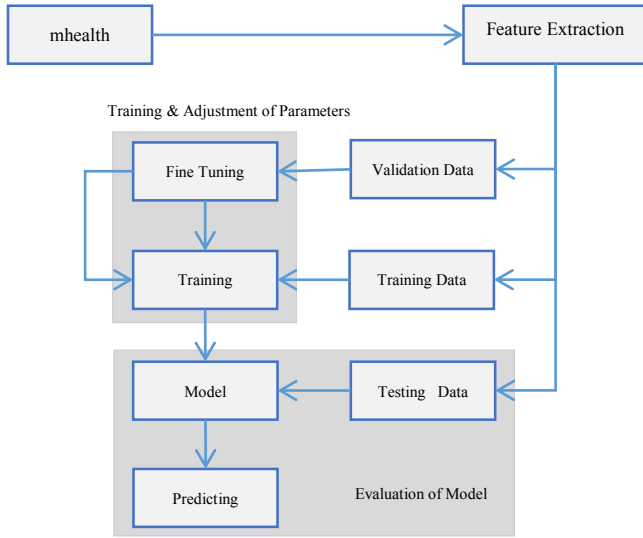 mhealth
Feature Extraction
Training & Adjustment of Parameters
Fine Tuning
Validation Data
Training
Training Data
Model
Testing Data
Predicting
Evaluation of Model